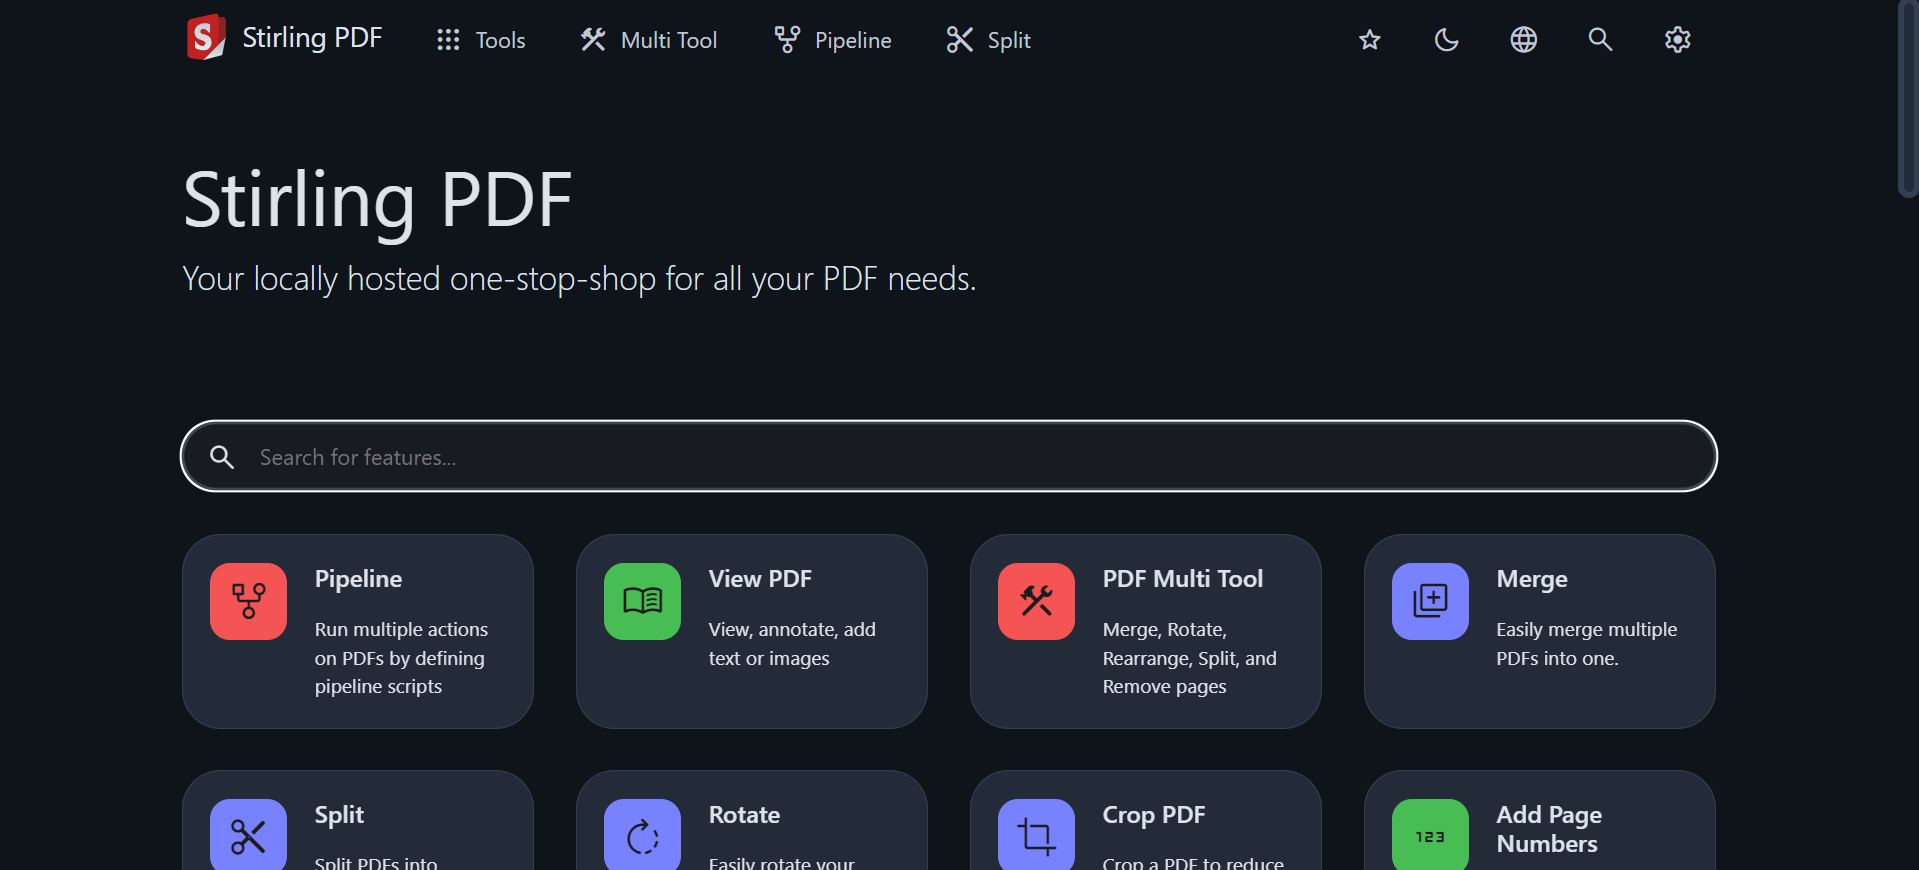 Stirling PDF
Tools
Multi Tool
Pipeline
Split
Stirling PDF
Your locally hosted one-stop-shop for all your PDF needs.
Search for features...
Pipeline
Run multiple actions
on PDFs by defining
pipeline scripts
View PDF
View, annotate, add
text or images
PDF Multi Tool
Merge, Rotate,
Rearrange, Split, and
Remove pages
Merge
Easily merge multiple
PDFs into one.
Split
Split PDFs into
Rotate
Easily rotate your
Crop PDF
Crop a PDF to reduce
123
Add Page
Numbers